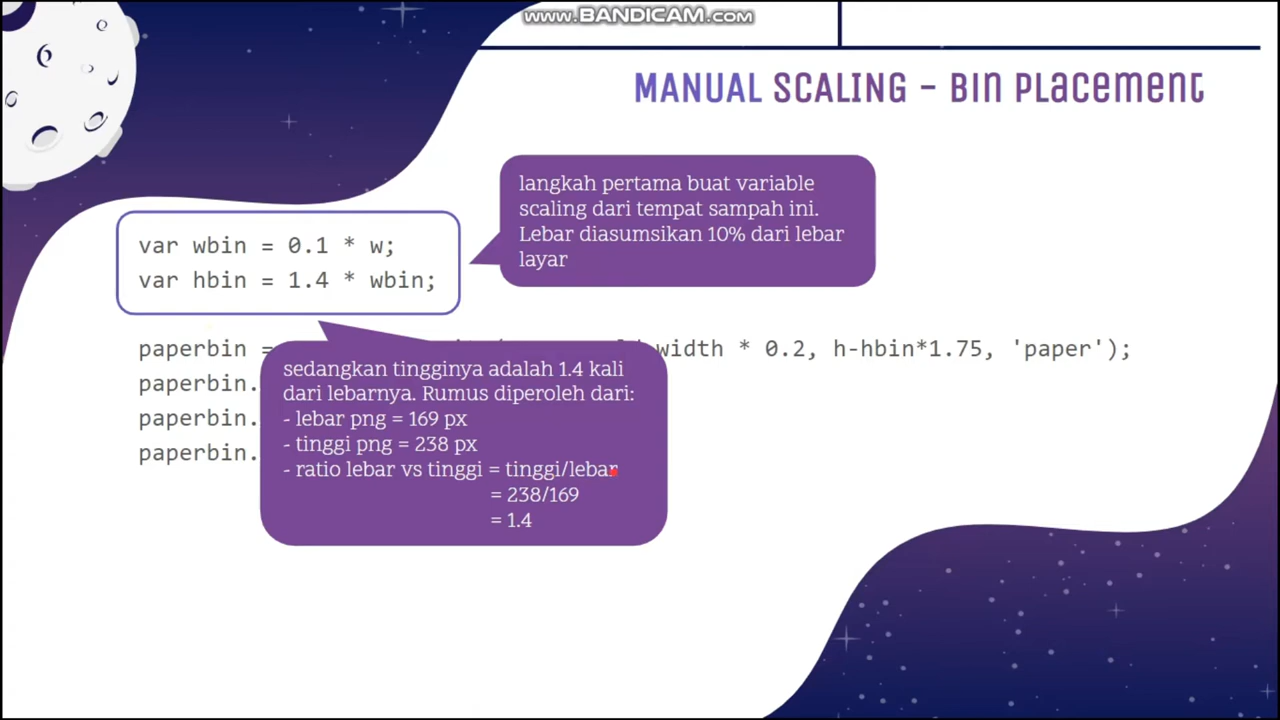 www.BANDICAM.com
MANUAL SCALING - BIN PLACEMENT
langkah pertama buat variable
scaling dari tempat sampah ini.
Lebar diasumsikan 10% dari lebar
layar
var wbin = 0.1 * w;
var hbin = 1.4 * wbin;
paperbin = width * 0.2, h-hbin*1.75, 'paper');
paperbin.
paperbin.
paperbin.
sedangkan tingginya adalah 1.4 kali
dari lebarnya. Rumus diperoleh dari:
- lebar png = 169 px
- tinggi png = 238 px
- ratio lebar vs tinggi = tinggi/lebar
= 238/169
= 1.4